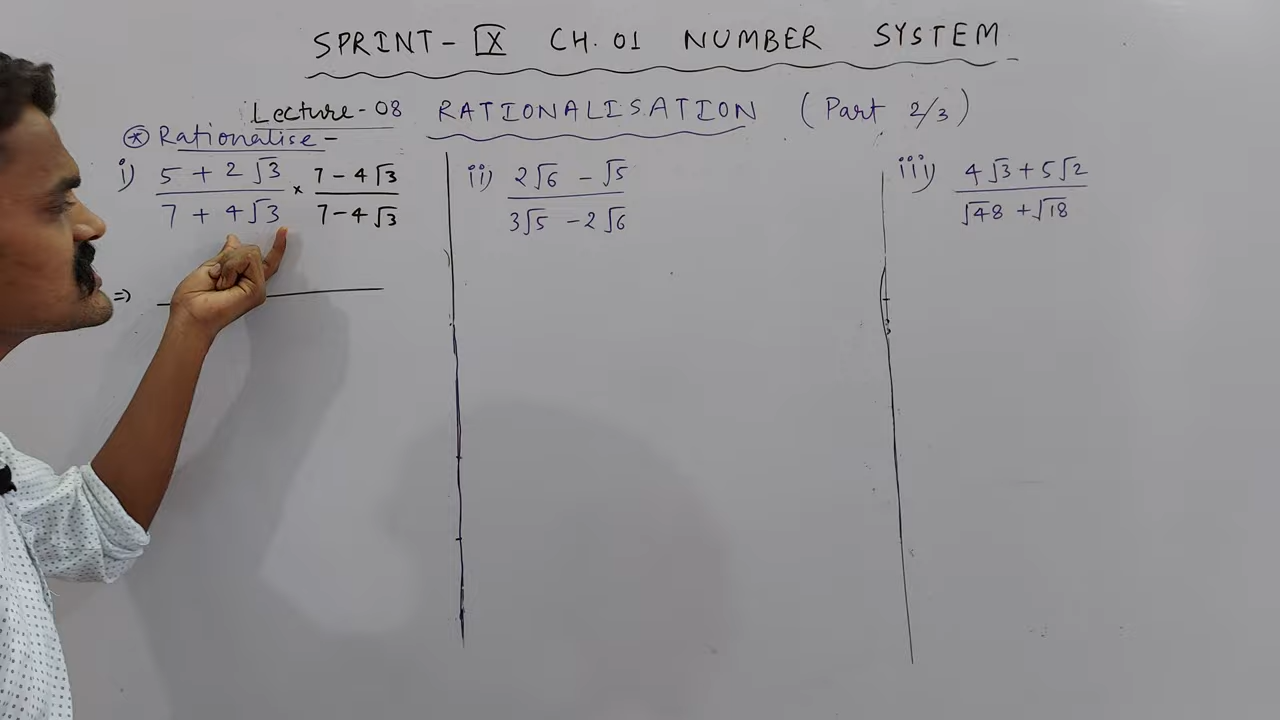 SPRINT - IX CH. 01 NUMBER SYSTEM
Lecture - 08 RATIONALISATION (Part 2/3)
⊛ Rationalise -
i) (5 + 2√3)/(7 + 4√3) × (7 - 4√3)/(7 - 4√3)
⇒
ii) (2√6 - √5)/(3√5 - 2√6)
iii) (4√3 + 5√2)/(√48 + √18)